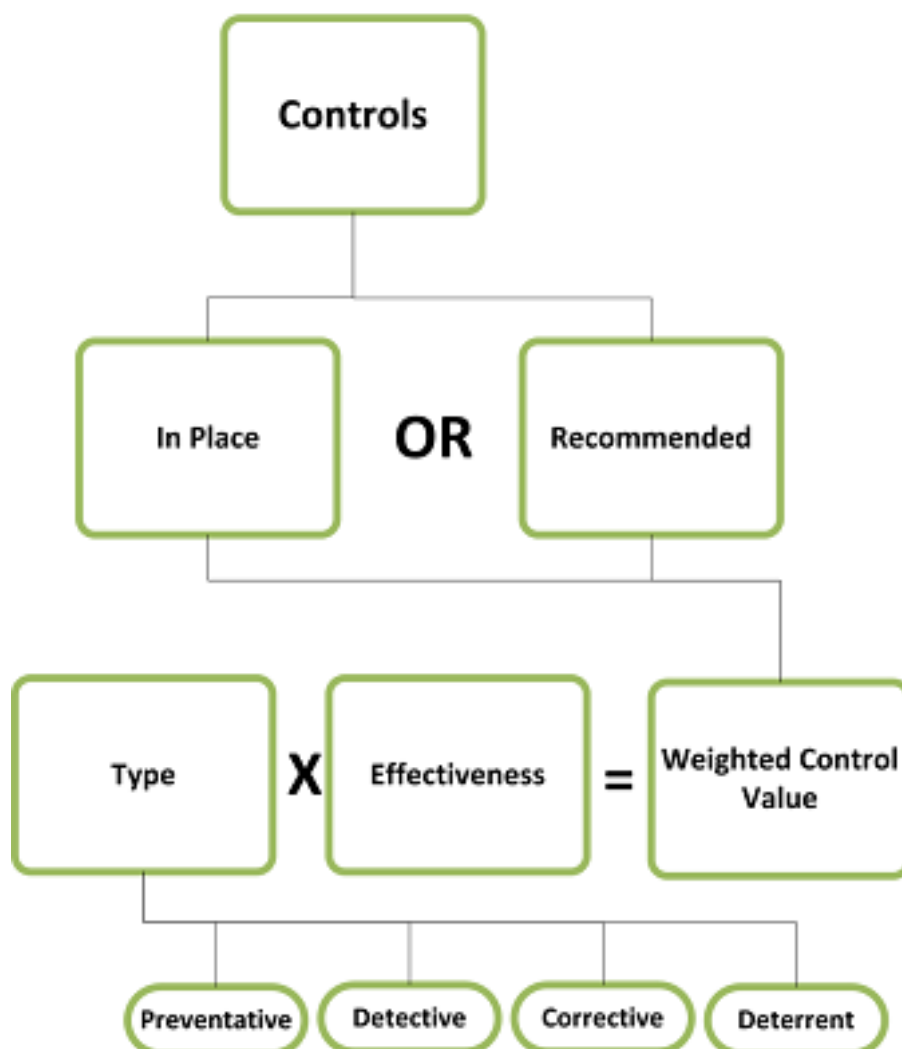 Controls
In Place
OR
Recommended
Type
X
Effectiveness
=
Weighted Control
Value
Preventative
Detective
Corrective
Deterrent